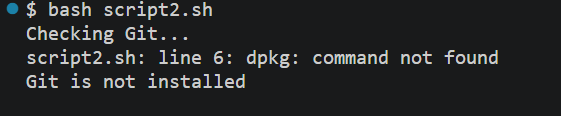 $ bash script2.sh
Checking Git...
script2.sh: line 6: dpkg: command not found
Git is not installed